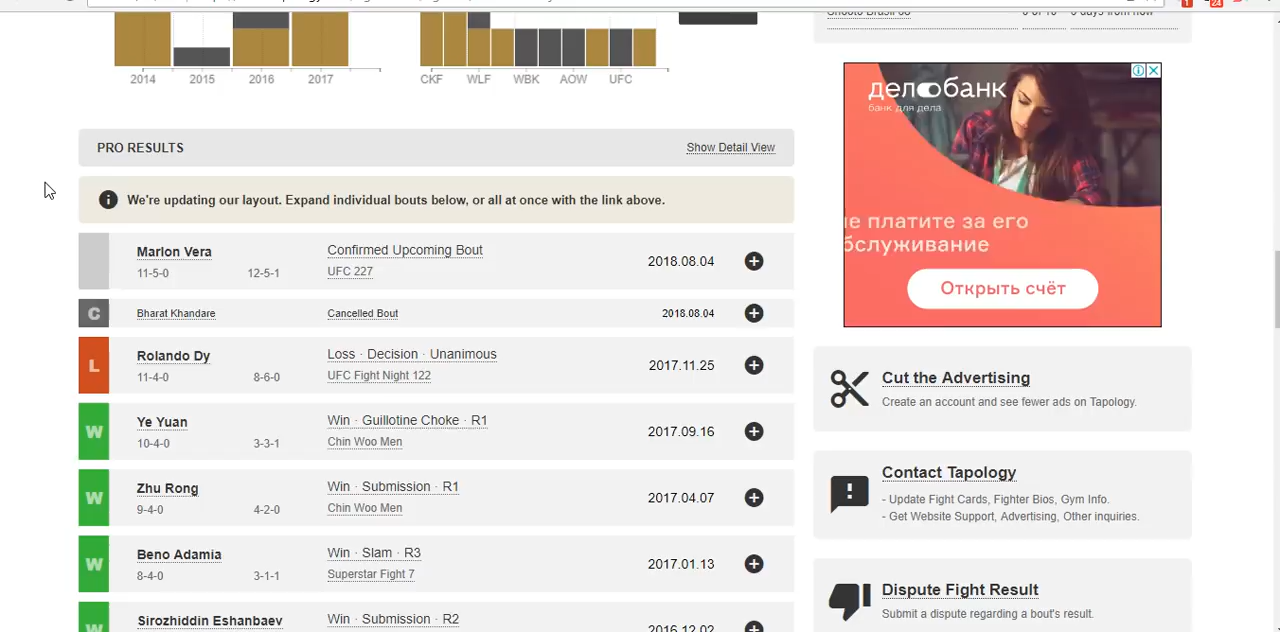 2014 2015 2016 2017
CKF WLF WBK AOW UFC
PRO RESULTS
Show Detail View
We're updating our layout. Expand individual bouts below, or all at once with the link above.
Marlon Vera
11-5-0 12-5-1
Confirmed Upcoming Bout
UFC 227
2018.08.04
C
Bharat Khandare
Cancelled Bout
2018.08.04
L
Rolando Dy
11-4-0 8-6-0
Loss · Decision · Unanimous
UFC Fight Night 122
2017.11.25
W
Ye Yuan
10-4-0 3-3-1
Win · Guillotine Choke · R1
Chin Woo Men
2017.09.16
W
Zhu Rong
9-4-0 4-2-0
Win · Submission · R1
Chin Woo Men
2017.04.07
W
Beno Adamia
8-4-0 3-1-1
Win · Slam · R3
Superstar Fight 7
2017.01.13
W
Sirozhiddin Eshanbaev
Win · Submission · R2
2016.12.02
1
24
делобанк
банк для дела
не платите за его
обслуживание
Открыть счёт
Cut the Advertising
Create an account and see fewer ads on Tapology.
Contact Tapology
- Update Fight Cards, Fighter Bios, Gym Info.
- Get Website Support, Advertising, Other inquiries.
Dispute Fight Result
Submit a dispute regarding a bout's result.